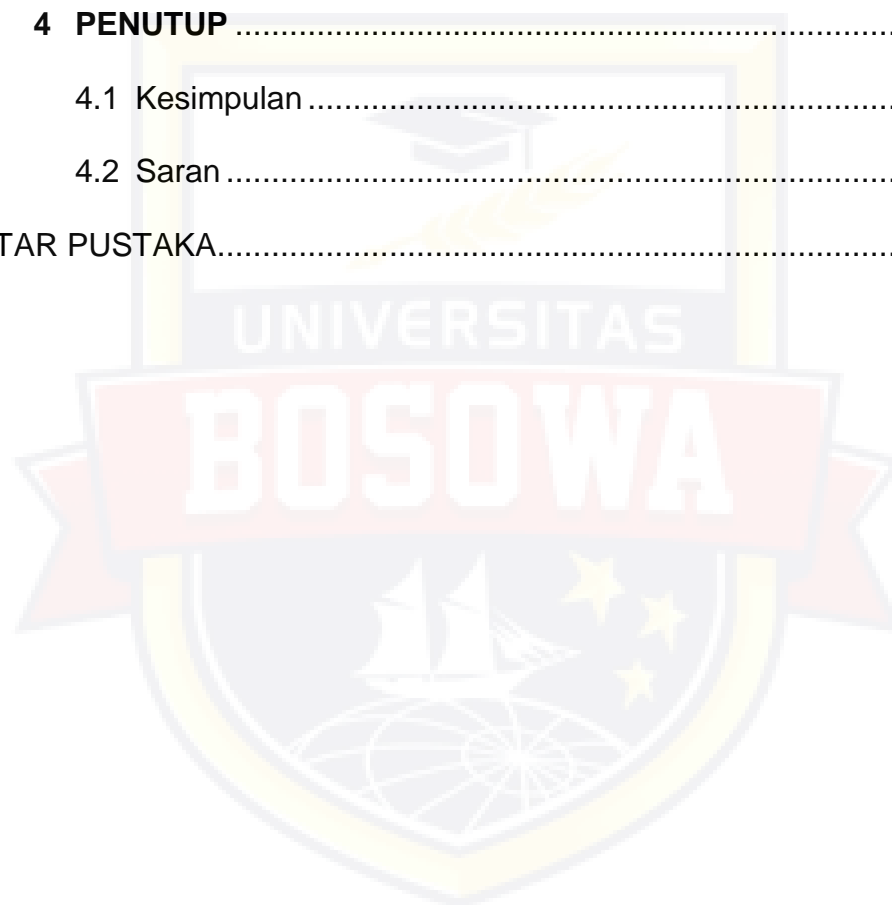 4 PENUTUP ........................................................................
4.1 Kesimpulan .................................................................
4.2 Saran ..........................................................................
TAR PUSTAKA...........................................................................
UNIVERSITAS
BOSOWA